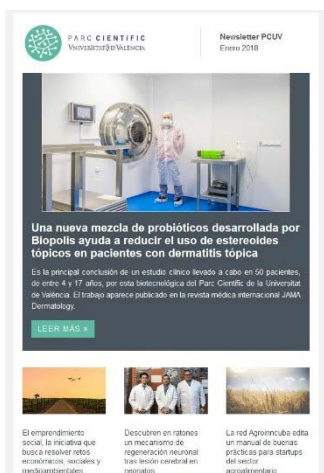 PARC CIENTÍFIC
VNIVERSITATĢDVALÈNCIA
Newsletter PCUV
Enero 2018
Una nueva mezcla de probióticos desarrollada por
Biopolis ayuda a reducir el uso de estereoides
tópicos en pacientes con dermatitis tópica
Es la principal conclusión de un estudio clínico llevado a cabo en 50 pacientes,
de entre 4 y 17 años, por esta biotecnológica del Parc Científic de la Universitat
de València. El trabajo aparece publicado en la revista médica internacional JAMA
Dermatology.
LEER MÁS »
El emprendimiento
social, la iniciativa que
busca resolver retos
económicos, sociales y
medioambientales
Descubren en ratones
un mecanismo de
regeneración neuronal
tras lesión cerebral en
neonatos
La red Agroinncuba edita
un manual de buenas
prácticas para startups
del sector
agroalimentario